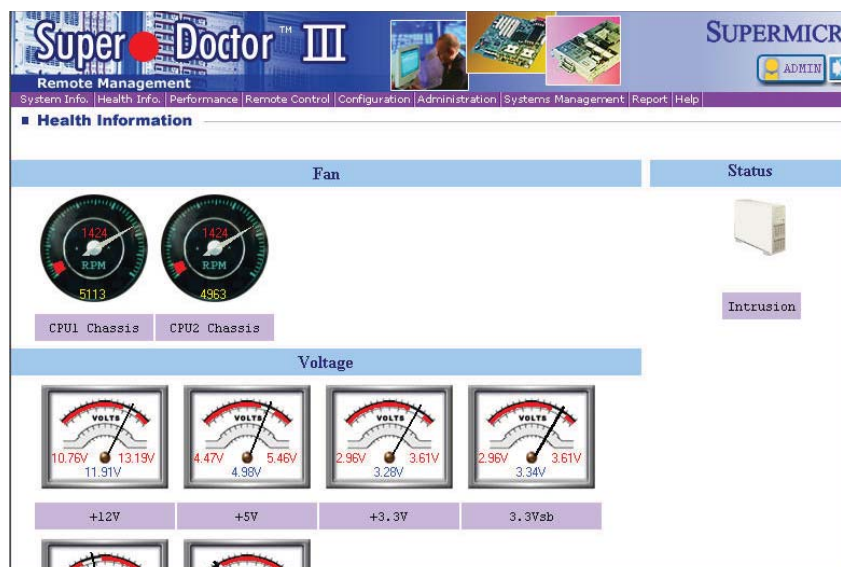 Super Doctor™ III
SUPERMICR
ADMIN
Remote Management
System Info. Health Info. Performance Remote Control Configuration Administration Systems Management Report Help
Health Information
Fan Status
1424 1424
RPM RPM
5113 4963
CPU1 Chassis CPU2 Chassis
Intrusion
Voltage
VOLTS VOLTS VOLTS VOLTS
10.76V 13.19V 4.47V 5.46V 2.96V 3.61V 2.96V 3.61V
11.91V 4.98V 3.28V 3.34V
+12V +5V +3.3V 3.3Vsb